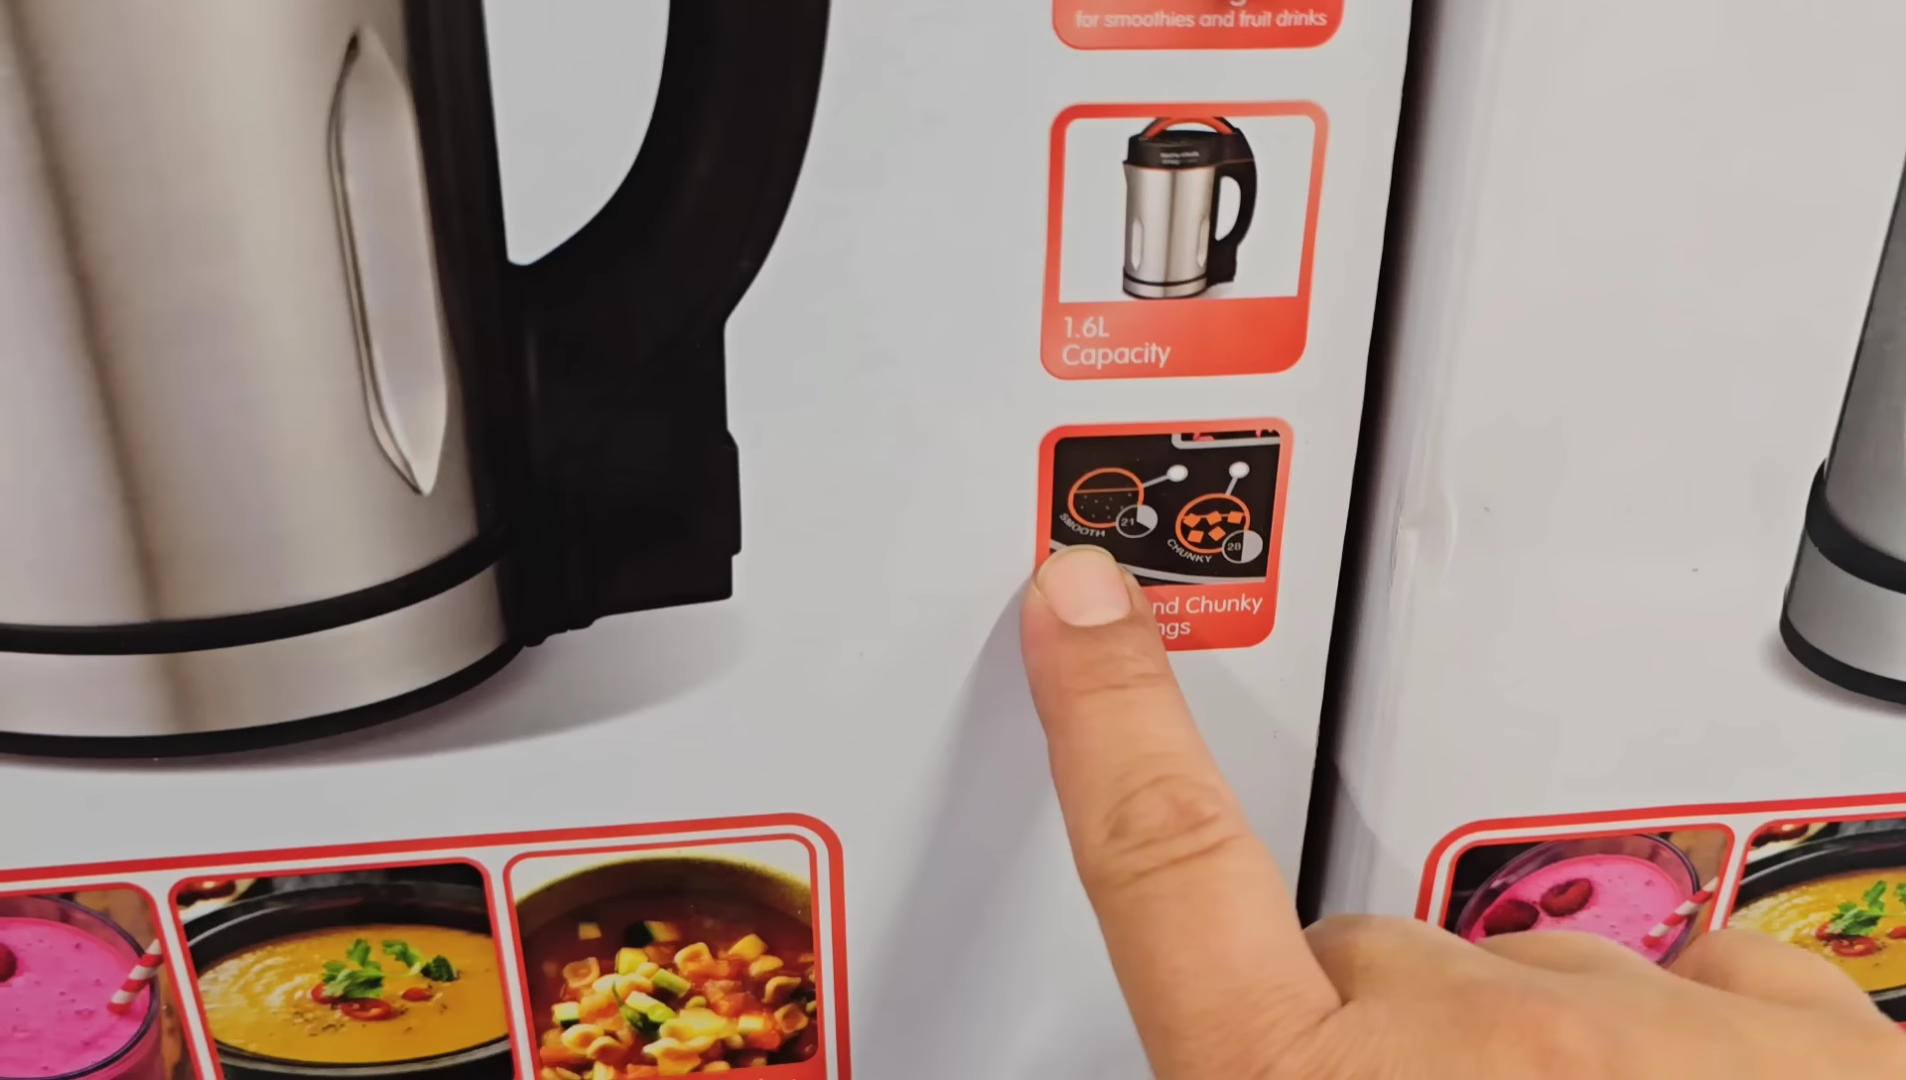 for smoothies and fruit drinks
1.6L
Capacity
SMOOTH
21
CHUNKY
28
nd Chunky
ngs